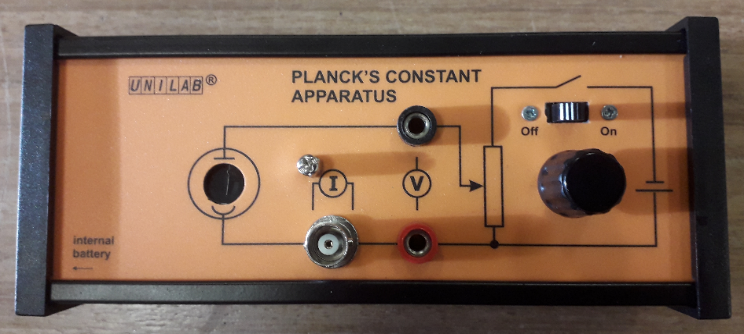 UNILAB®
PLANCK'S CONSTANT
APPARATUS
Off
On
I
V
internal
battery